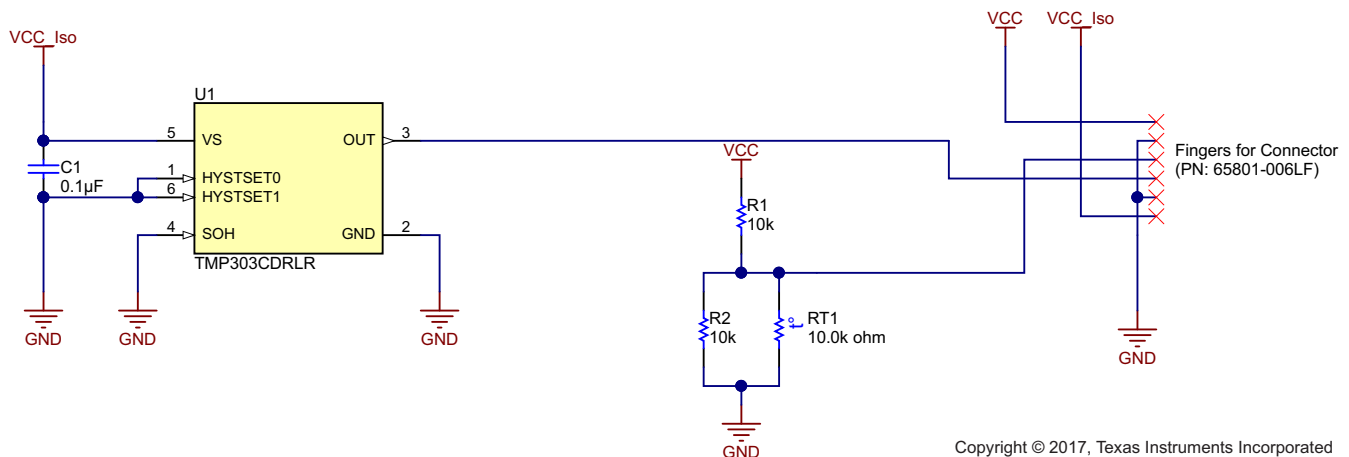 VCC_Iso
U1
5 VS
OUT 3
C1
0.1µF
1 HYSTSET0
6 HYSTSET1
4 SOH
GND 2
TMP303CDRLR
GND
GND
GND
VCC
R1
10k
R2
10k
RT1
10.0k ohm
t°
GND
VCC
VCC_Iso
Fingers for Connector
(PN: 65801-006LF)
GND
Copyright © 2017, Texas Instruments Incorporated